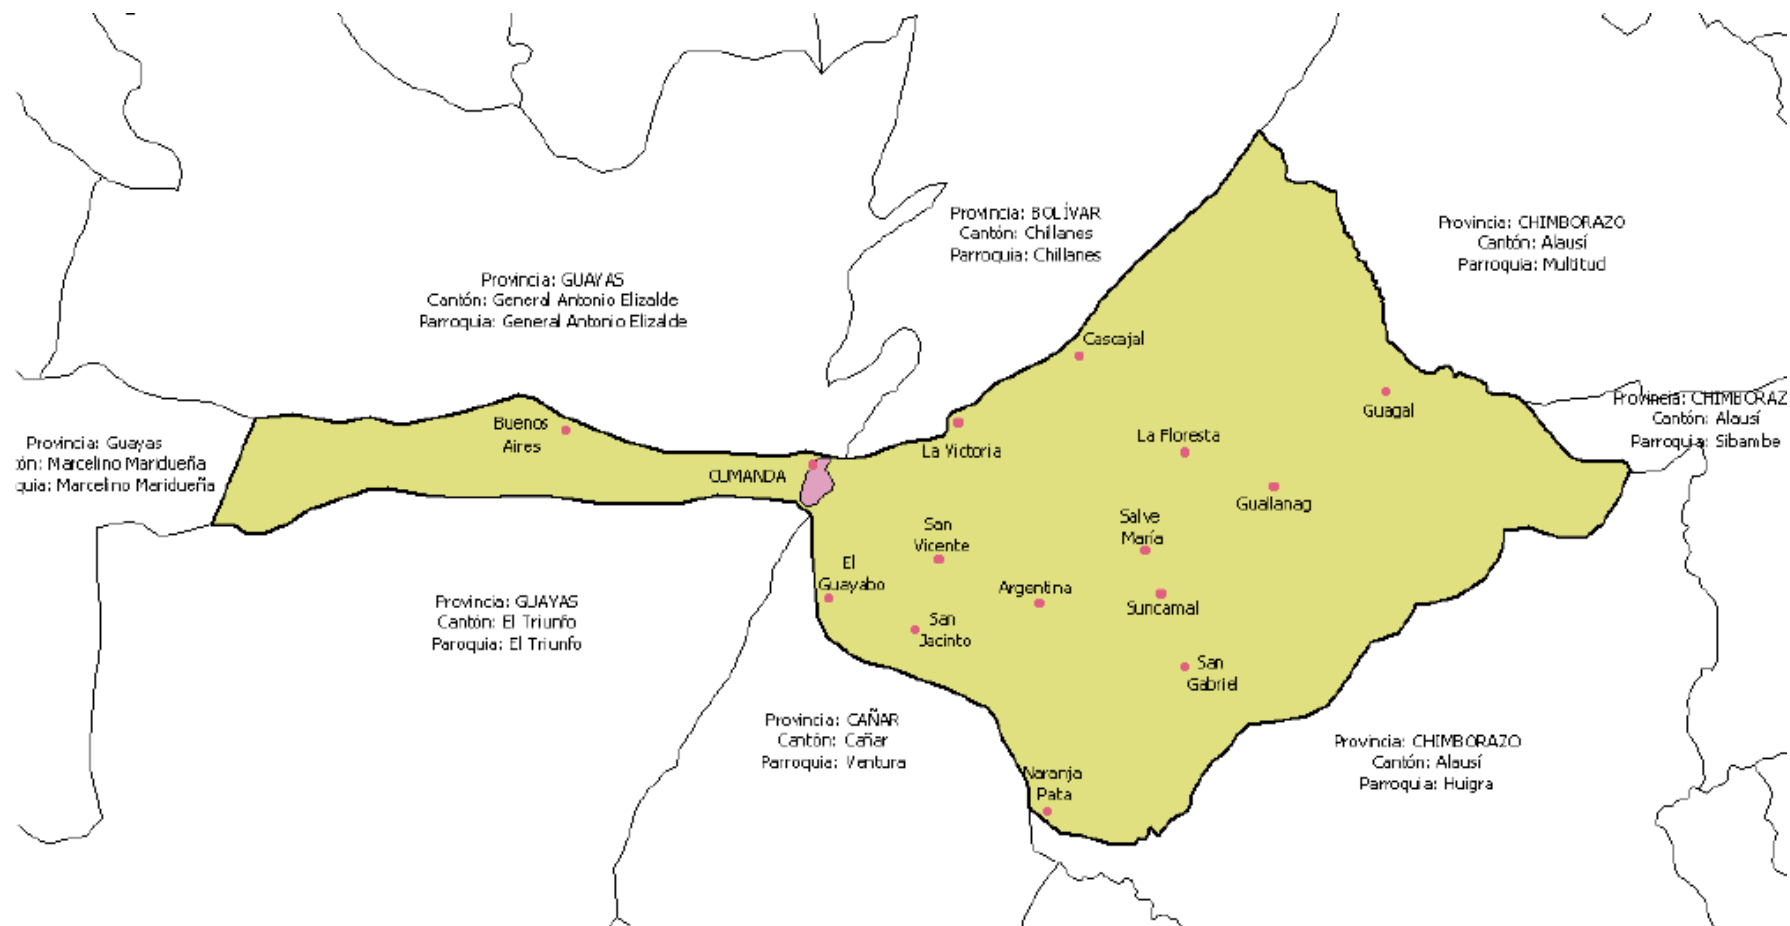 Provincia: BOLÍVAR
Cantón: Chillanes
Parroquia: Chillanes
Provincia: CHIMBORAZO
Cantón: Alausí
Parroquia: Multitud
Provincia: GUAYAS
Cantón: General Antonio Elizalde
Parroquia: General Antonio Elizalde
Cascajal
Guagal
Provincia: CHIMBORAZ
Cantón: Alausí
Parroquia: Sibambe
Buenos
Aires
Provincia: Guayas
tón: Marcelino Maridueña
quia: Marcelino Maridueña
La Victoria
La Floresta
CUMANDA
Guallanag
San
Vicente
Salve
María
El
Guayabo
Argentina
Suncamal
San
Jacinto
San
Gabriel
Provincia: GUAYAS
Cantón: El Triunfo
Paroquia: El Triunfo
Provincia: CAÑAR
Cantón: Cañar
Parroquia: Ventura
Naranja
Pata
Provincia: CHIMBORAZO
Cantón: Alausí
Parroquia: Huigra